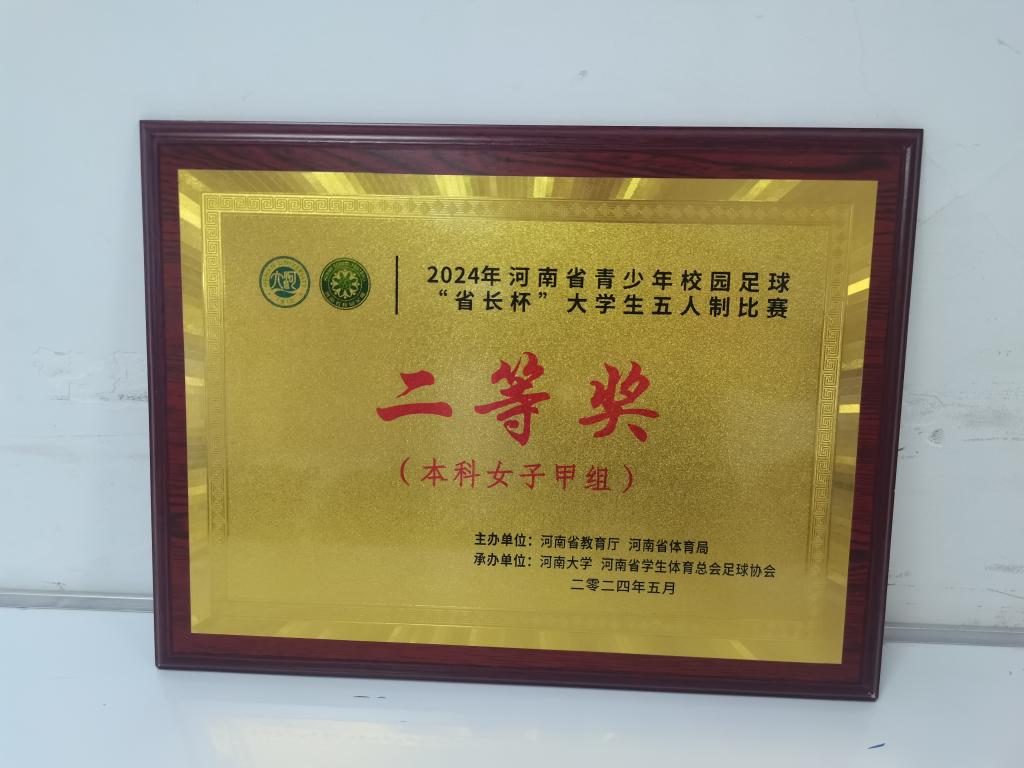 2024年河南省青少年校园足球
“省长杯”大学生五人制比赛
二等奖
（本科女子甲组）
主办单位：河南省教育厅 河南省体育局
承办单位：河南大学 河南省学生体育总会足球协会
二零二四年五月